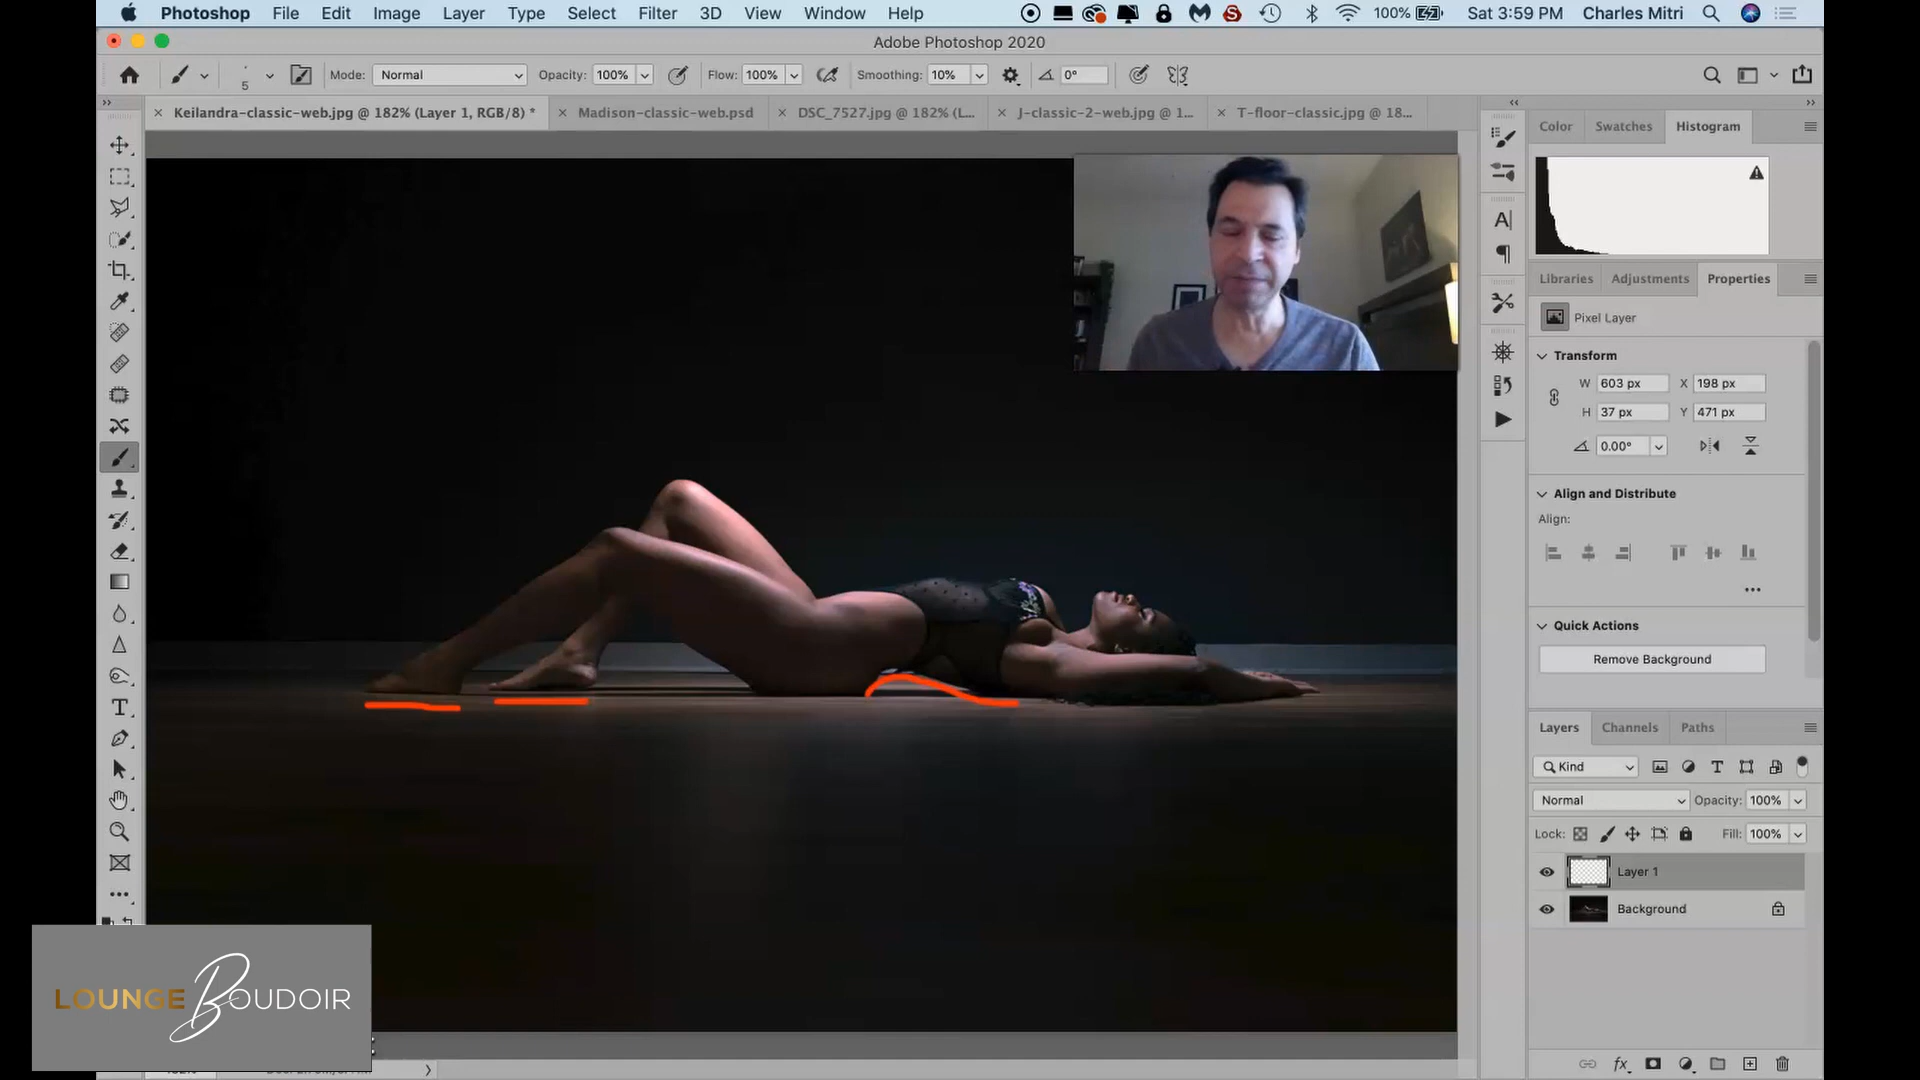 Photoshop File Edit Image Layer Type Select Filter 3D View Window Help 100% Sat 3:59 PM Charles Mitri
Adobe Photoshop 2020
5 Mode: Normal Opacity: 100% Flow: 100% Smoothing: 10% 0°
Keilandra-classic-web.jpg @ 182% (Layer 1, RGB/8) * Madison-classic-web.psd DSC_7527.jpg @ 182% (L... J-classic-2-web.jpg @ 1... T-floor-classic.jpg @ 18...
Color Swatches Histogram
Libraries Adjustments Properties
Pixel Layer
Transform
W 603 px X 198 px
H 37 px Y 471 px
0.00°
Align and Distribute
Align:
Quick Actions
Remove Background
Layers Channels Paths
Kind
Normal Opacity: 100%
Lock: Fill: 100%
Layer 1
Background
fx
LOUNGE BOUDOIR